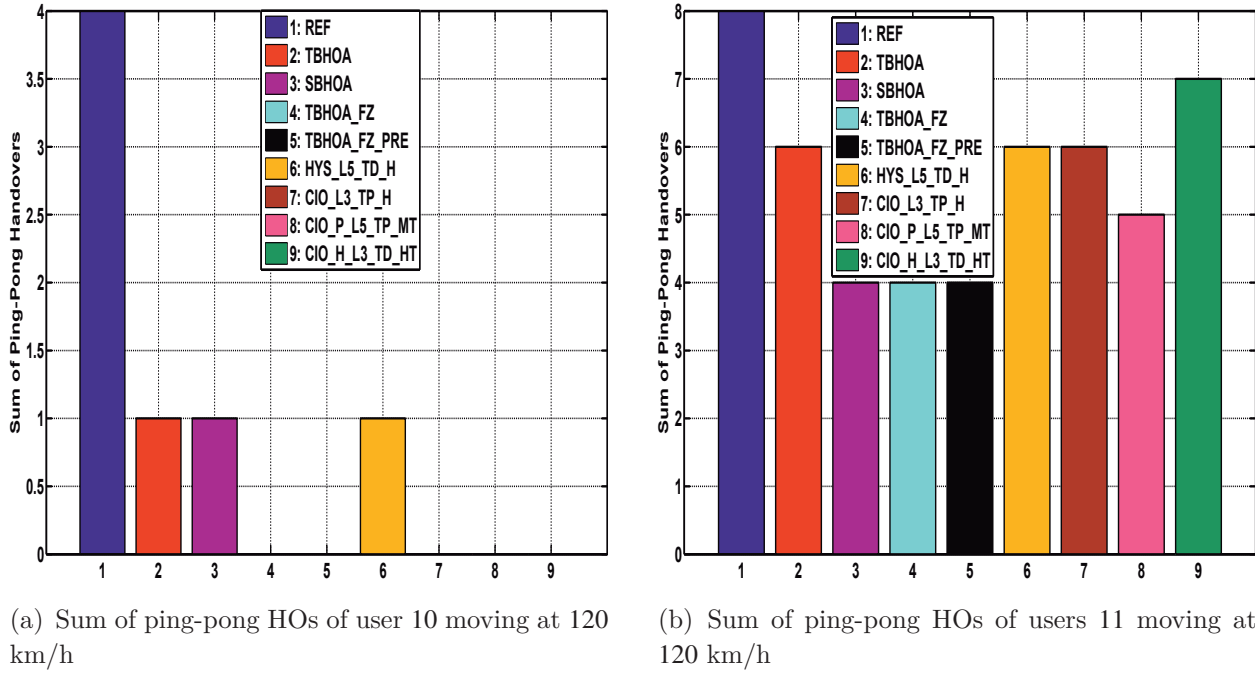 Sum of Ping-Pong Handovers
4
3.5
3
2.5
2
1.5
1
0.5
0
1: REF
2: TBHOA
3: SBHOA
4: TBHOA_FZ
5: TBHOA_FZ_PRE
6: HYS_L5_TD_H
7: CIO_L3_TP_H
8: CIO_P_L5_TP_MT
9: CIO_H_L3_TD_HT
1 2 3 4 5 6 7 8 9
(a) Sum of ping-pong HOs of user 10 moving at 120
km/h
Sum of Ping-Pong Handovers
8
7
6
5
4
3
2
1
0
1: REF
2: TBHOA
3: SBHOA
4: TBHOA_FZ
5: TBHOA_FZ_PRE
6: HYS_L5_TD_H
7: CIO_L3_TP_H
8: CIO_P_L5_TP_MT
9: CIO_H_L3_TD_HT
1 2 3 4 5 6 7 8 9
(b) Sum of ping-pong HOs of users 11 moving at
120 km/h